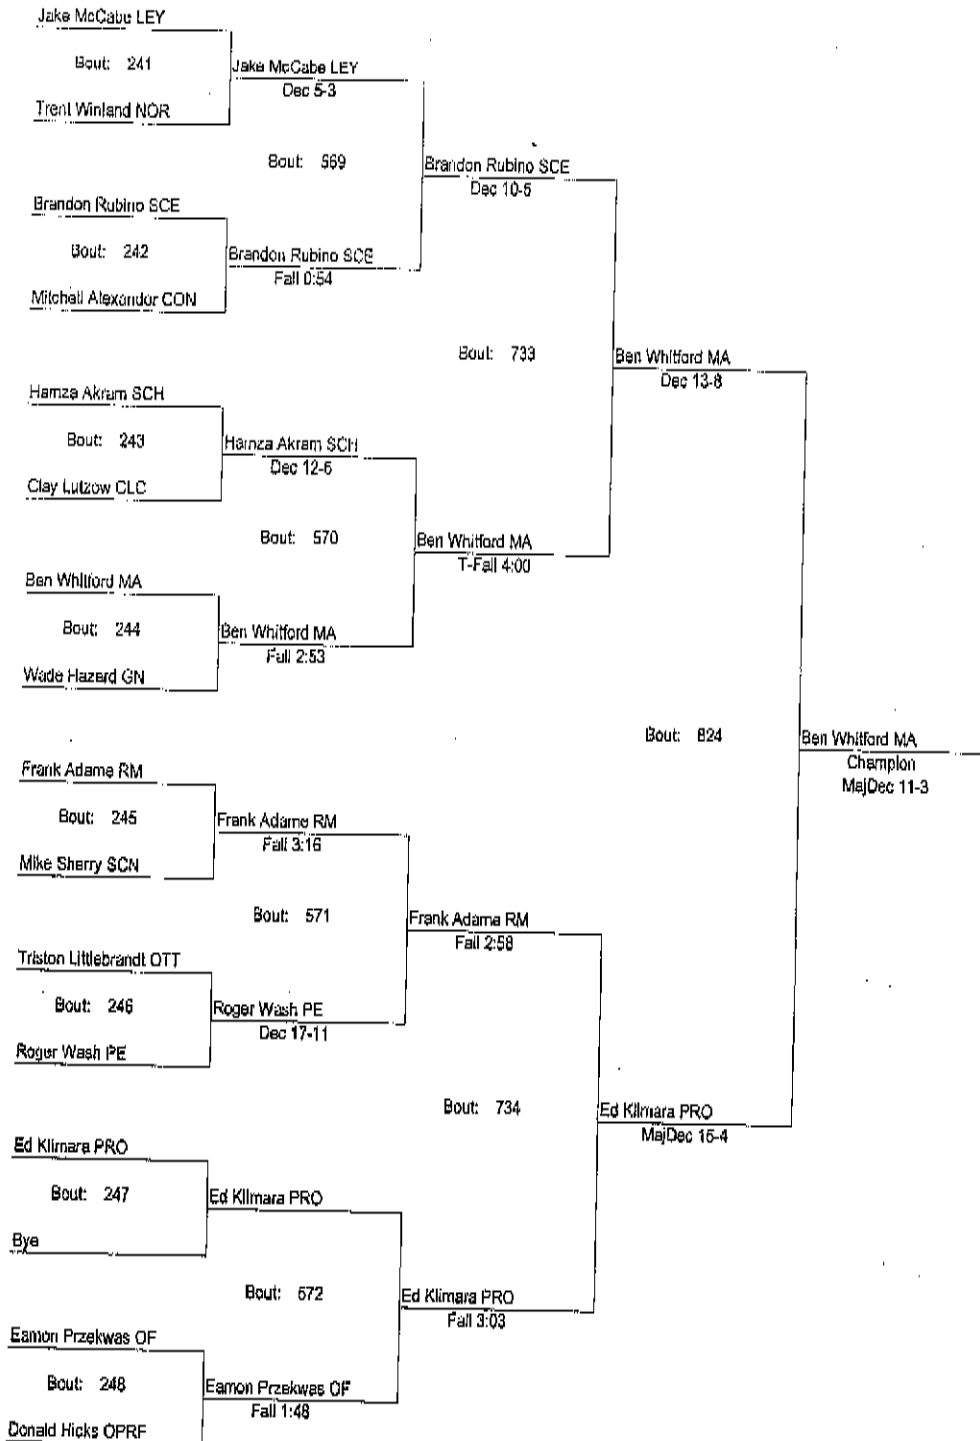 Jake McCabe LEY
Bout: 241
Jake McCabe LEY
Dec 5-3
Trent Winland NOR
Bout: 569
Brandon Rubino SCE
Dec 10-5
Brandon Rubino SCE
Bout: 242
Brandon Rubino SCE
Fall 0:54
Mitchell Alexander CON
Bout: 733
Ben Whitford MA
Dec 13-8
Hamza Akram SCH
Bout: 243
Hamza Akram SCH
Dec 12-6
Clay Lutzow CLC
Bout: 570
Ben Whitford MA
T-Fall 4:00
Ben Whitford MA
Bout: 244
Ben Whitford MA
Fall 2:53
Wade Hazard GN
Bout: 824
Ben Whitford MA
Champion
MajDec 11-3
Frank Adame RM
Bout: 245
Frank Adame RM
Fall 3:16
Mike Sherry SCN
Bout: 571
Frank Adame RM
Fall 2:58
Triston Littlebrandt OTT
Bout: 246
Roger Wash PE
Dec 17-11
Roger Wash PE
Bout: 734
Ed Klimara PRO
MajDec 15-4
Ed Klimara PRO
Bout: 247
Ed Klimara PRO
Bye
Bout: 572
Ed Klimara PRO
Fall 3:03
Eamon Przekwas OF
Bout: 248
Eamon Przekwas OF
Fall 1:48
Donald Hicks OPRF